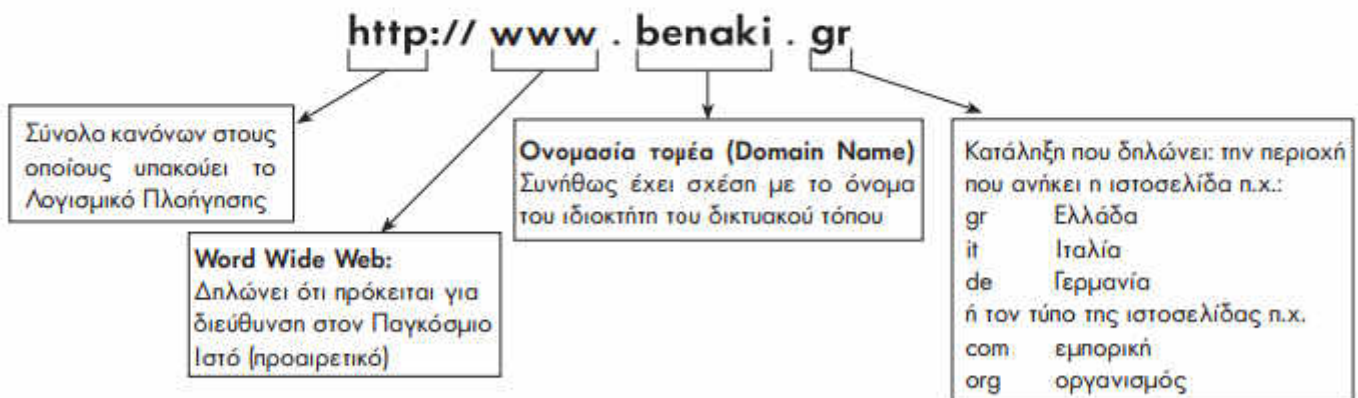 http:// www . benaki . gr
Σύνολο κανόνων στους
οποίους υπακούει το
Λογισμικό Πλοήγησης
Word Wide Web:
Δηλώνει ότι πρόκειται για
διεύθυνση στον Παγκόσμιο
Ιστό (προαιρετικό)
Ονομασία τομέα (Domain Name)
Συνήθως έχει σχέση με το όνομα
του ιδιοκτήτη του δικτυακού τόπου
Κατάληξη που δηλώνει: την περιοχή
που ανήκει η ιστοσελίδα π.χ.:
gr Ελλάδα
it Ιταλία
de Γερμανία
ή τον τύπο της ιστοσελίδας π.χ.
com εμπορική
org οργανισμός